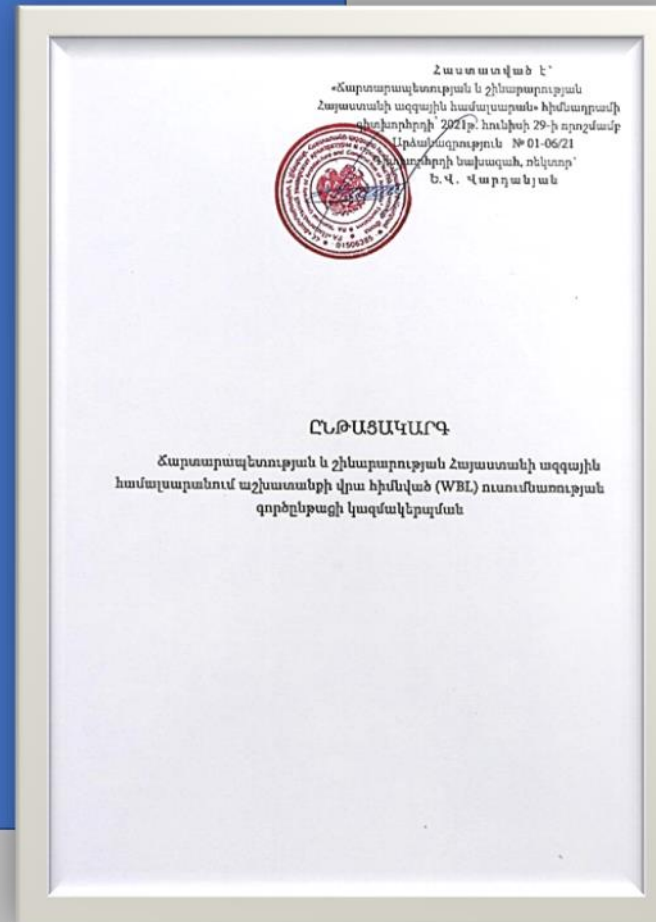 Հաստատված է՝
«Ճարտարապետության և շինարարության
Հայաստանի ազգային համալսարան» հիմնադրամի
գիտխորհրդի՝ 2021թ. հունիսի 29-ի որոշմամբ
Արձանագրություն № 01-06/21
Գիտխորհրդի նախագահ, ռեկտոր՝
Ե.Վ. Վարդանյան
01506285
ԸՆԹԱՑԱԿԱՐԳ
Ճարտարապետության և շինարարության Հայաստանի ազգային
համալսարանում աշխատանքի վրա հիմնված (WBL) ուսումնառության
գործընթացի կազմակերպման